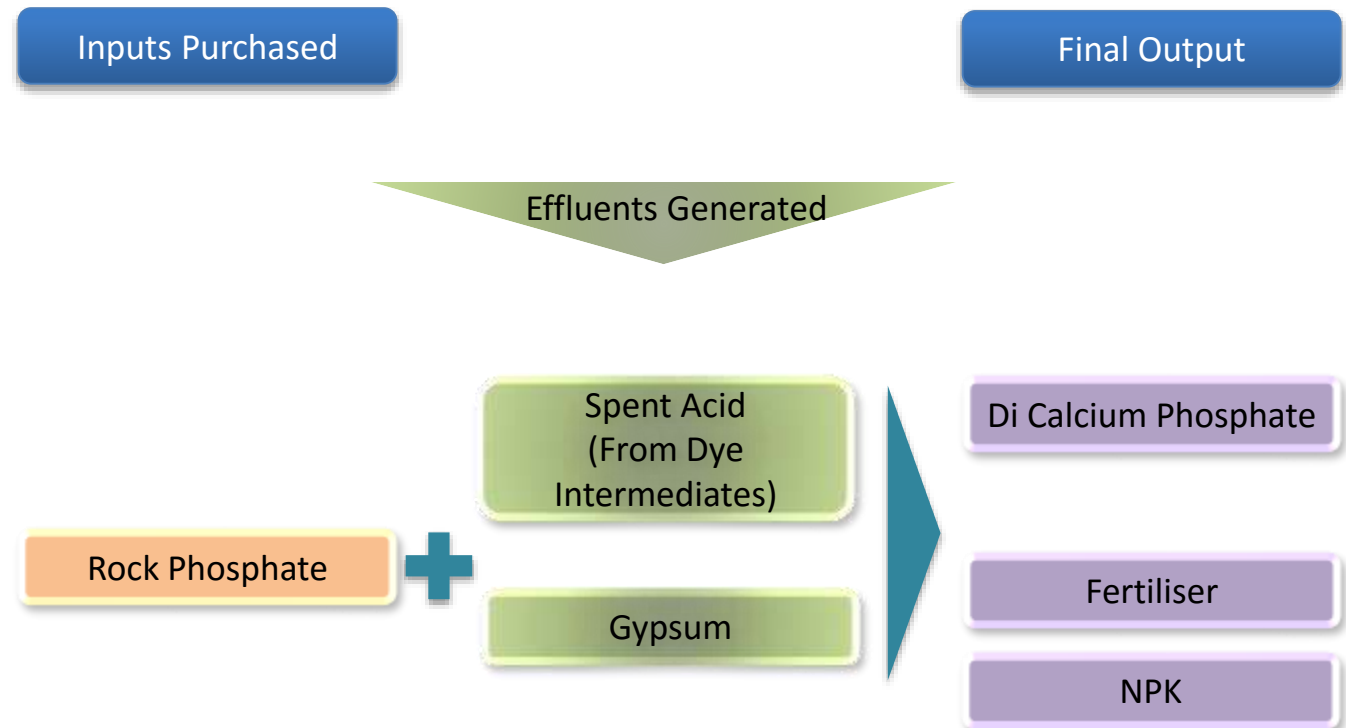 Inputs Purchased
Final Output
Effluents Generated
Spent Acid
(From Dye
Intermediates)
Di Calcium Phosphate
Rock Phosphate
Gypsum
Fertiliser
NPK